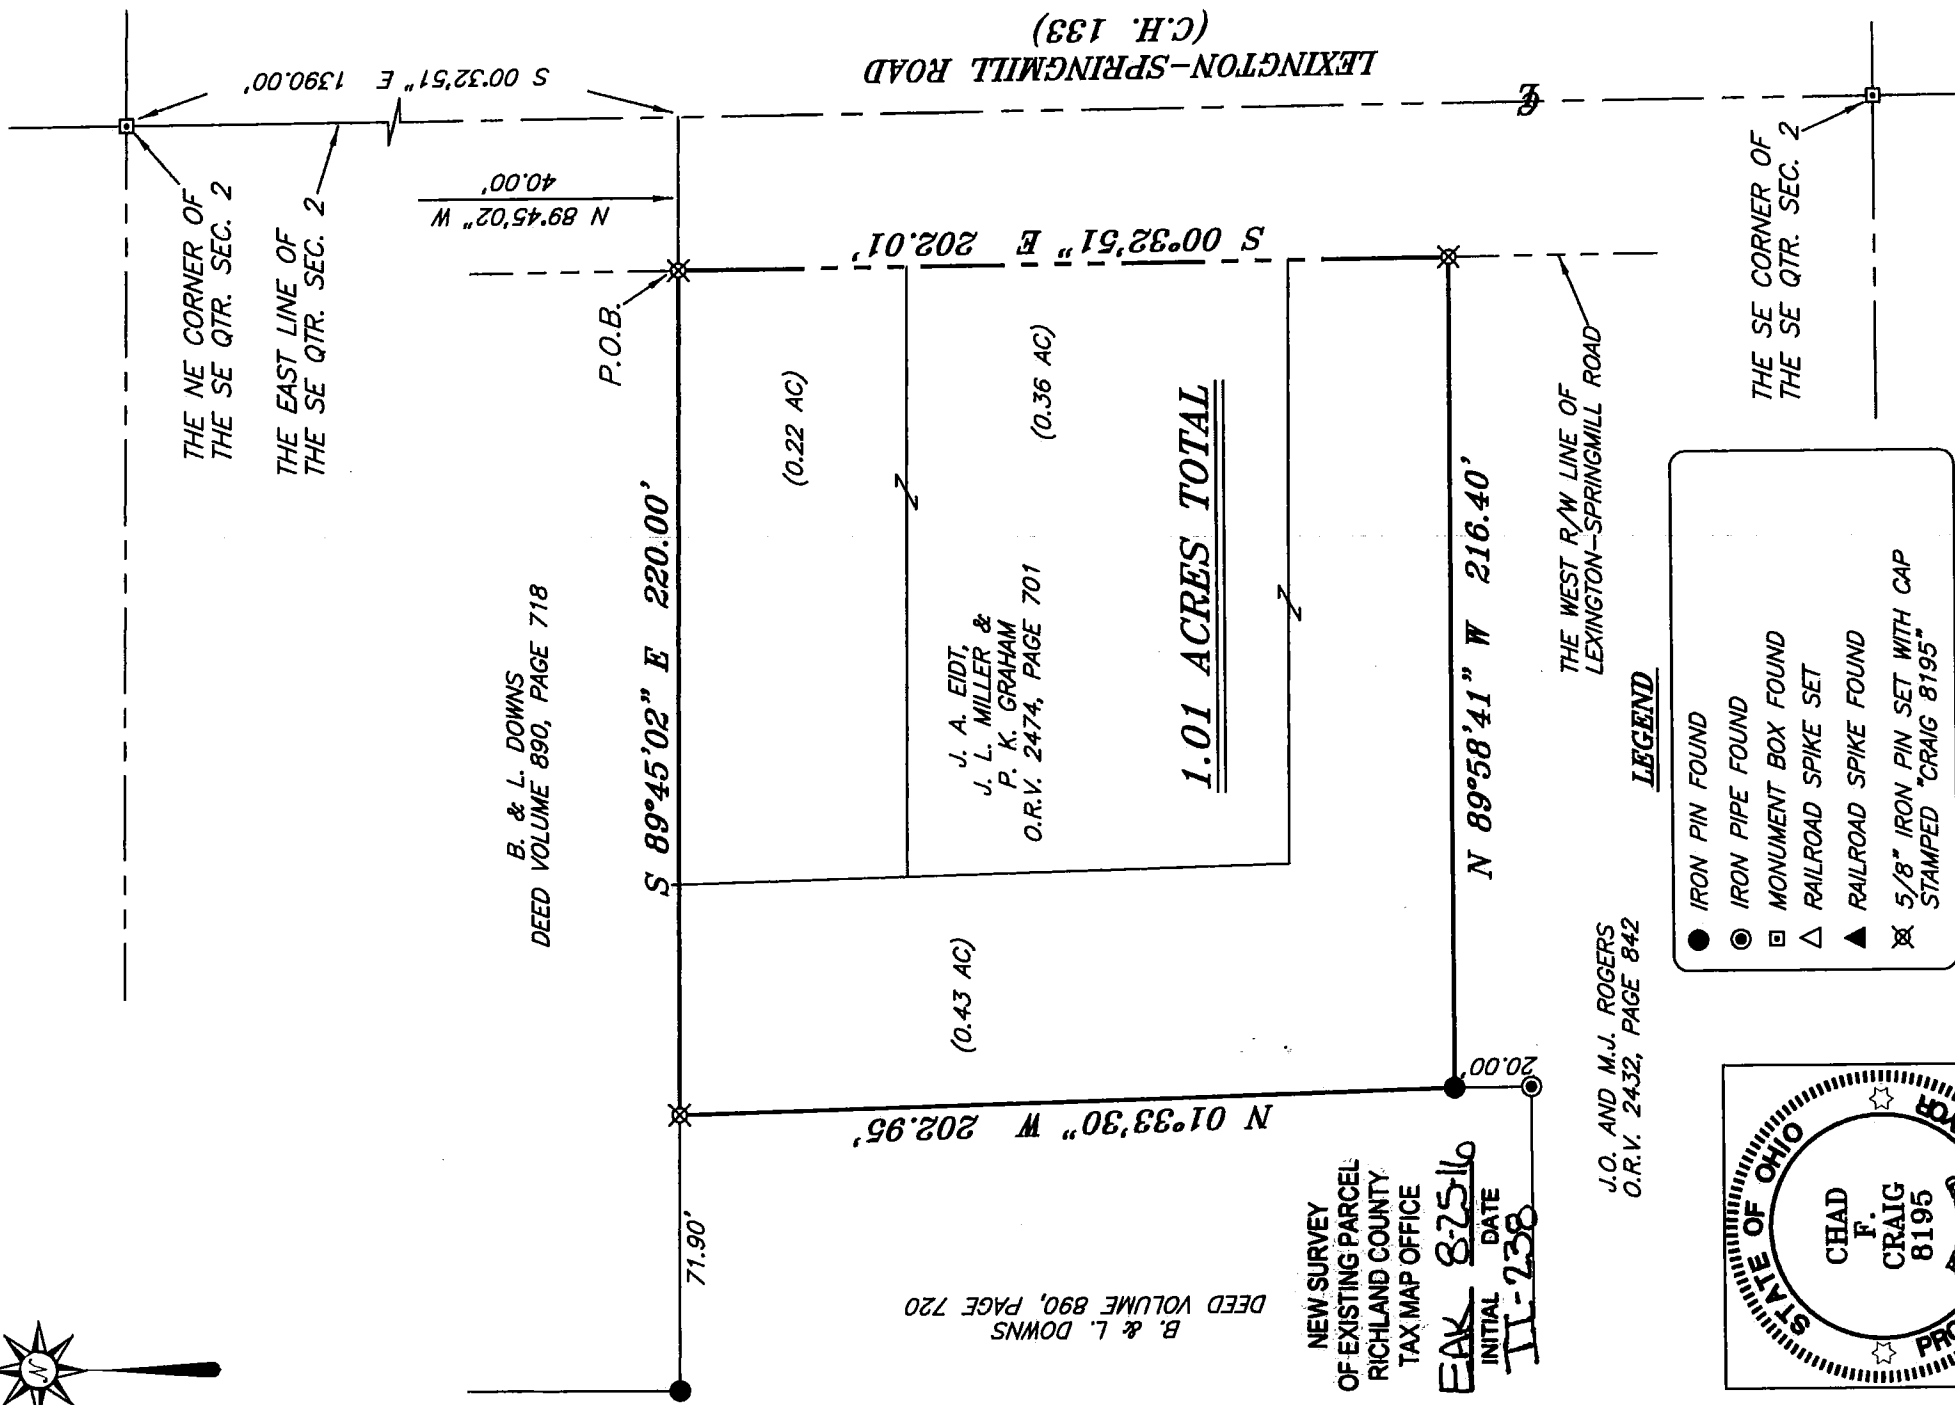 LEXINGTON-SPRINGMILL ROAD
(C.H. 133)
S 00°32'51" E 1390.00'
THE NE CORNER OF
THE SE QTR. SEC. 2
THE EAST LINE OF
THE SE QTR. SEC. 2
N 89°45'02" W
40.00'
P.O.B.
S 00°32'51" E 202.01'
THE SE CORNER OF
THE SE QTR. SEC. 2
B. & L. DOWNS
DEED VOLUME 890, PAGE 718
S 89°45'02" E 220.00'
(0.22 AC)
(0.36 AC)
J. A. EIDT,
J. L. MILLER &
P. K. GRAHAM
O.R.V. 2474, PAGE 701
1.01 ACRES TOTAL
N 89°58'41" W 216.40'
THE WEST R/W LINE OF
LEXINGTON-SPRINGMILL ROAD
(0.43 AC)
N 01°33'30" W 202.95'
20.00'
71.90'
B. & L. DOWNS
DEED VOLUME 890, PAGE 720
J.O. AND M.J. ROGERS
O.R.V. 2432, PAGE 842
NEW SURVEY
OF EXISTING PARCEL
RICHLAND COUNTY
TAX MAP OFFICE
EAK 8-25-16
INITIAL DATE
II-238
LEGEND
IRON PIN FOUND
IRON PIPE FOUND
MONUMENT BOX FOUND
RAILROAD SPIKE SET
RAILROAD SPIKE FOUND
5/8" IRON PIN SET WITH CAP
STAMPED "CRAIG 8195"
STATE OF OHIO
CHAD
F.
CRAIG
8195
N